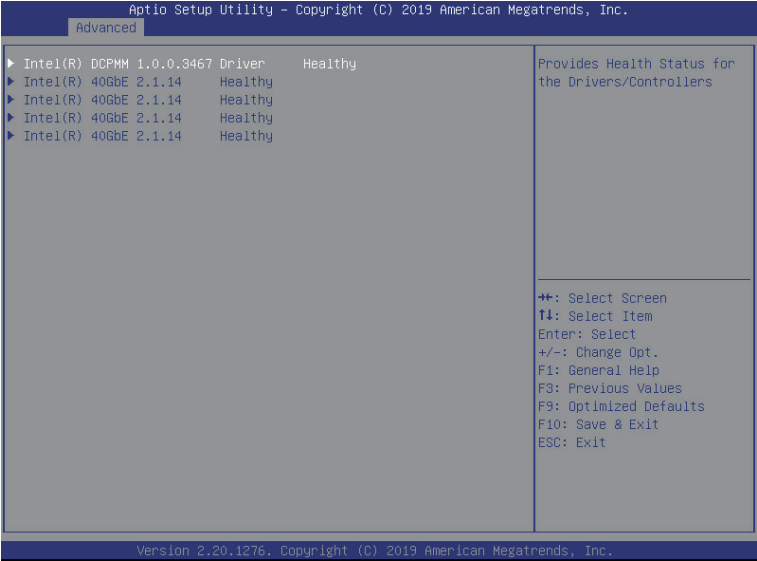 Aptio Setup Utility – Copyright (C) 2019 American Megatrends, Inc.
Advanced
▶ Intel(R) DCPMM 1.0.0.3467 Driver Healthy
▶ Intel(R) 40GbE 2.1.14 Healthy
▶ Intel(R) 40GbE 2.1.14 Healthy
▶ Intel(R) 40GbE 2.1.14 Healthy
▶ Intel(R) 40GbE 2.1.14 Healthy
Provides Health Status for
the Drivers/Controllers
→←: Select Screen
↑↓: Select Item
Enter: Select
+/-: Change Opt.
F1: General Help
F3: Previous Values
F9: Optimized Defaults
F10: Save & Exit
ESC: Exit
Version 2.20.1276. Copyright (C) 2019 American Megatrends, Inc.